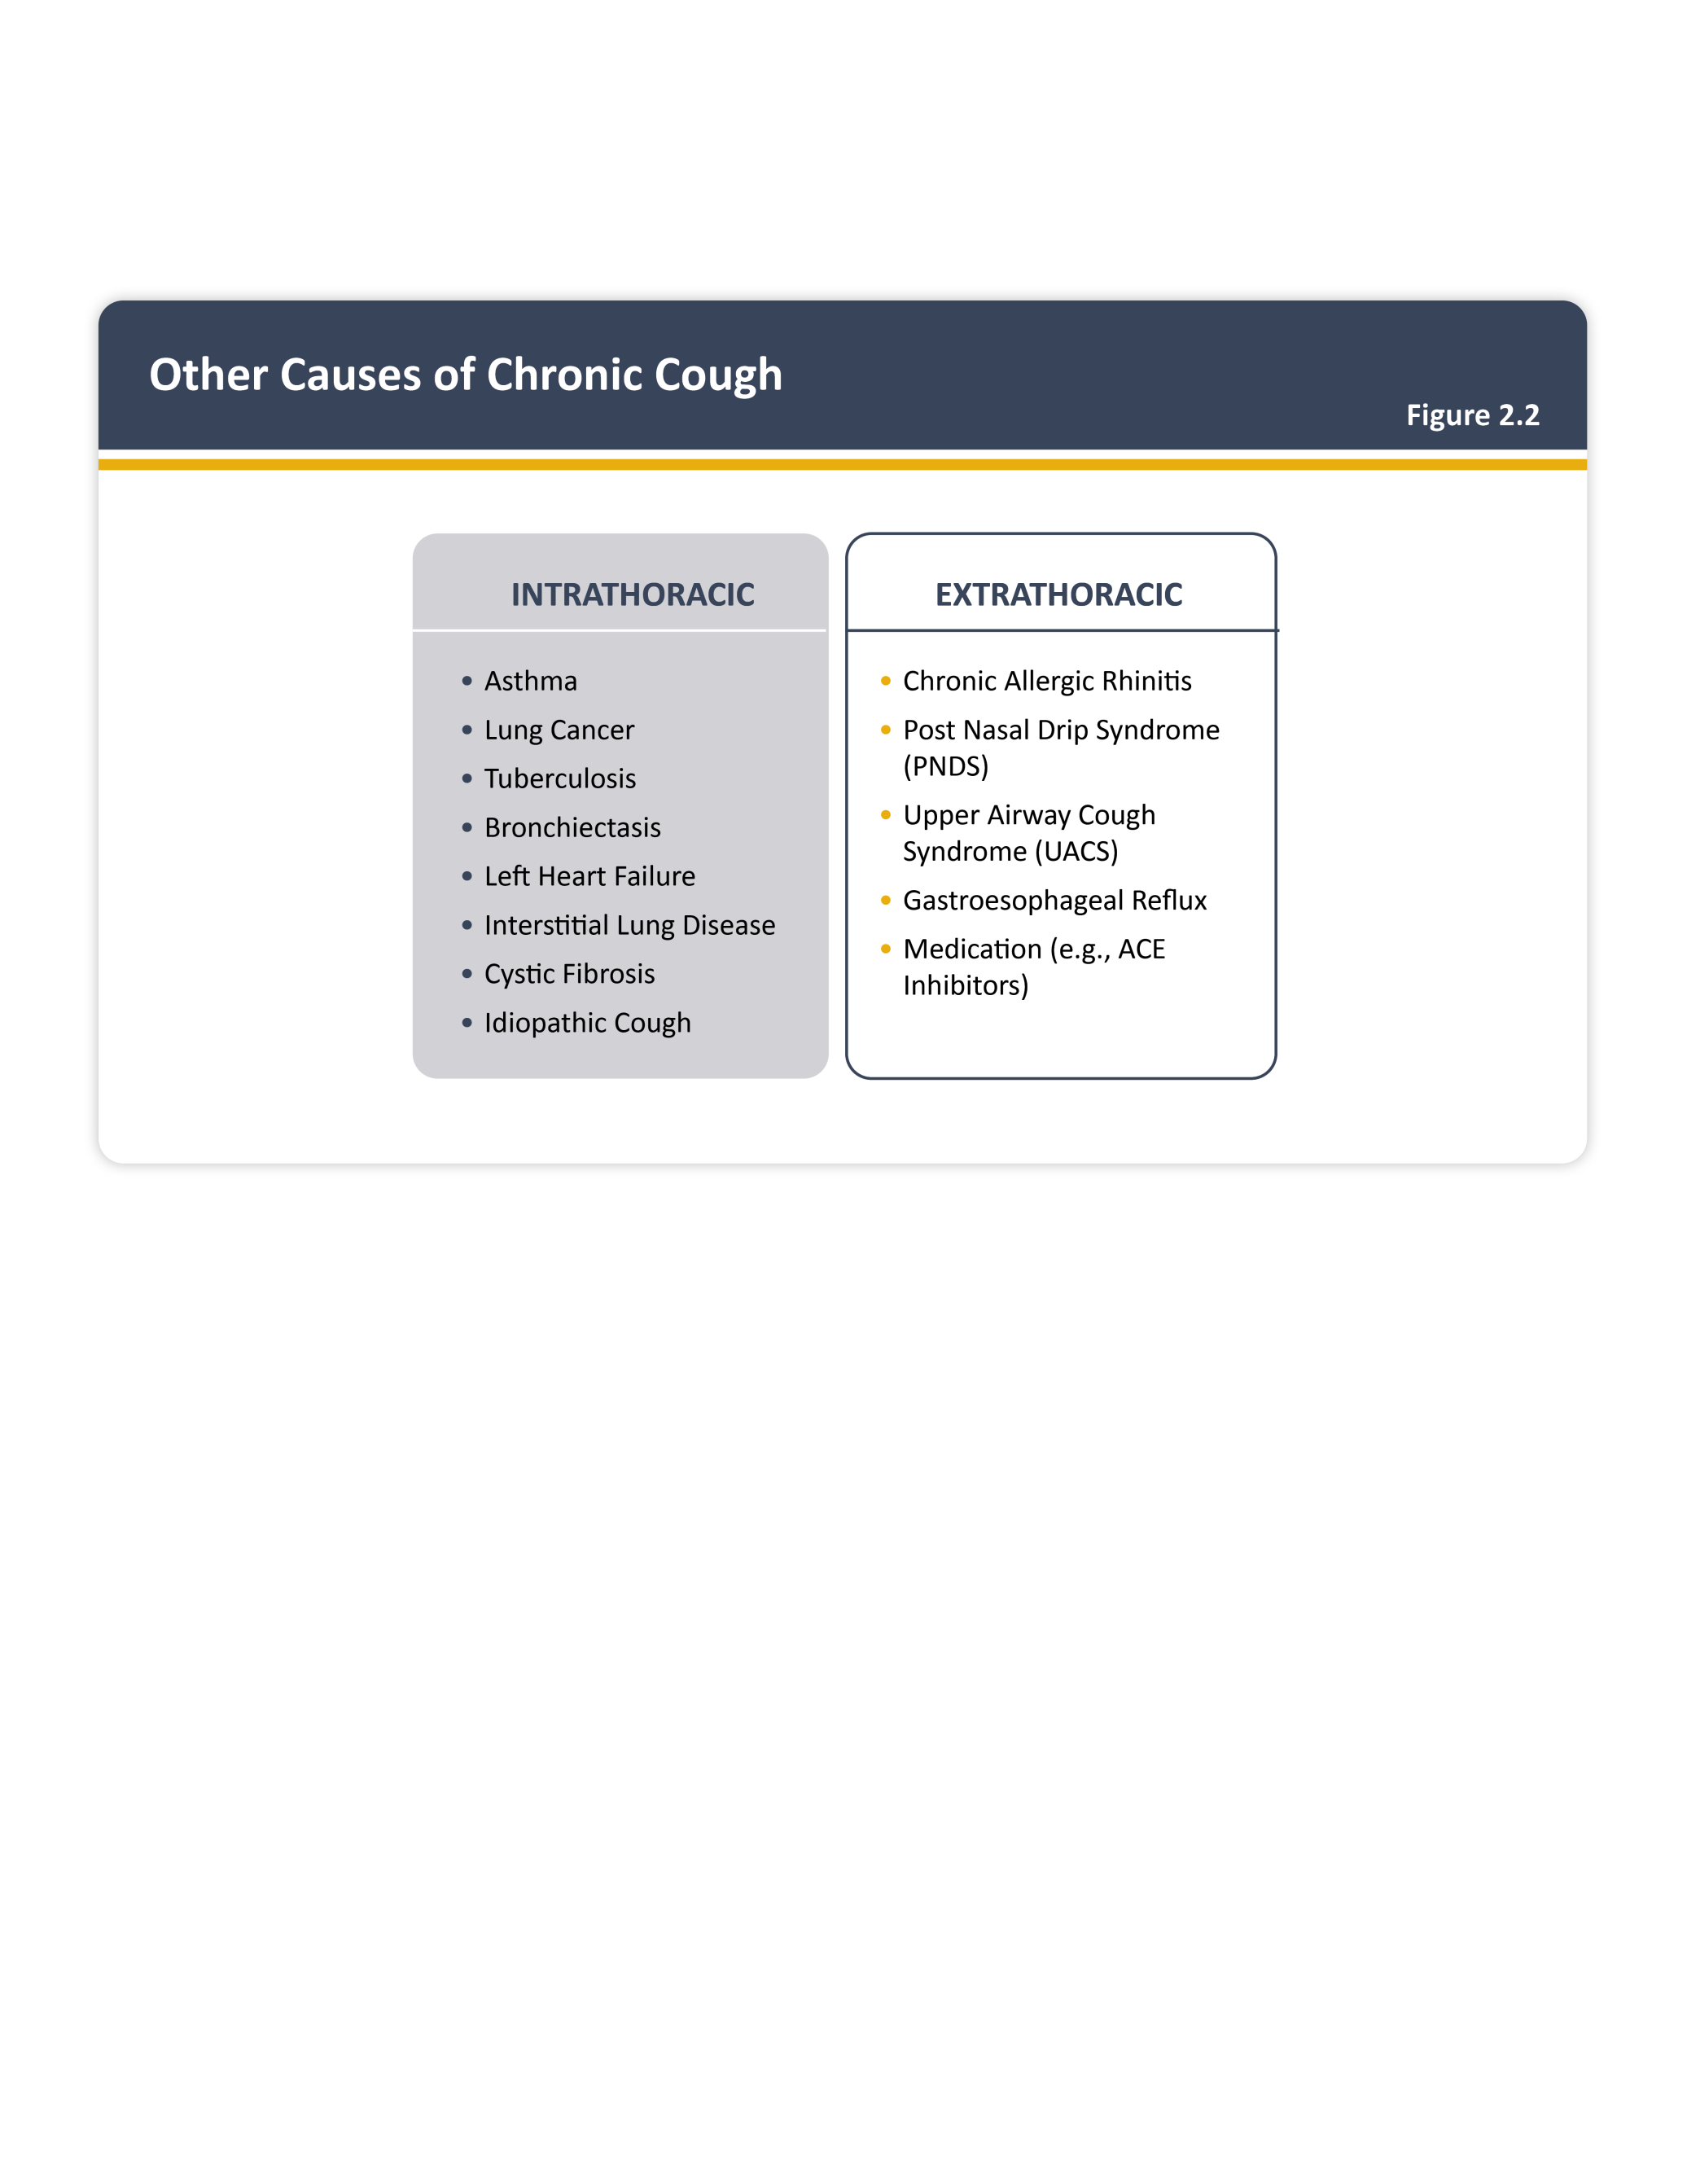 Other Causes of Chronic Cough
Figure 2.2
INTRATHORACIC
• Asthma
• Lung Cancer
• Tuberculosis
• Bronchiectasis
• Left Heart Failure
• Interstitial Lung Disease
• Cystic Fibrosis
• Idiopathic Cough
EXTRATHORACIC
• Chronic Allergic Rhinitis
• Post Nasal Drip Syndrome
(PNDS)
• Upper Airway Cough
Syndrome (UACS)
• Gastroesophageal Reflux
• Medication (e.g., ACE
Inhibitors)